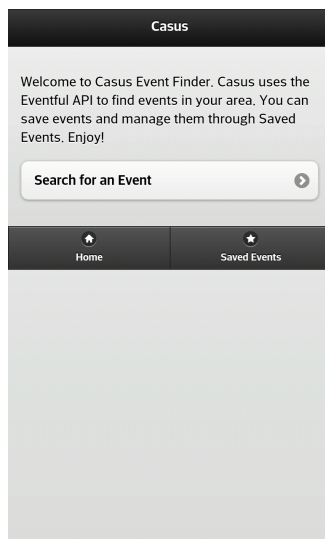 Casus
Welcome to Casus Event Finder. Casus uses the
Eventful API to find events in your area. You can
save events and manage them through Saved
Events. Enjoy!
Search for an Event
Home
Saved Events